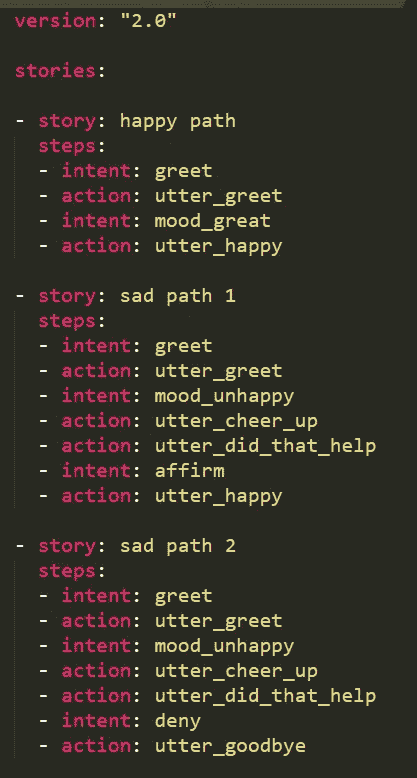 version: "2.0"
stories:
- story: happy path
steps:
- intent: greet
- action: utter_greet
- intent: mood_great
- action: utter_happy
- story: sad path 1
steps:
- intent: greet
- action: utter_greet
- intent: mood_unhappy
- action: utter_cheer_up
- action: utter_did_that_help
- intent: affirm
- action: utter_happy
- story: sad path 2
steps:
- intent: greet
- action: utter_greet
- intent: mood_unhappy
- action: utter_cheer_up
- action: utter_did_that_help
- intent: deny
- action: utter_goodbye